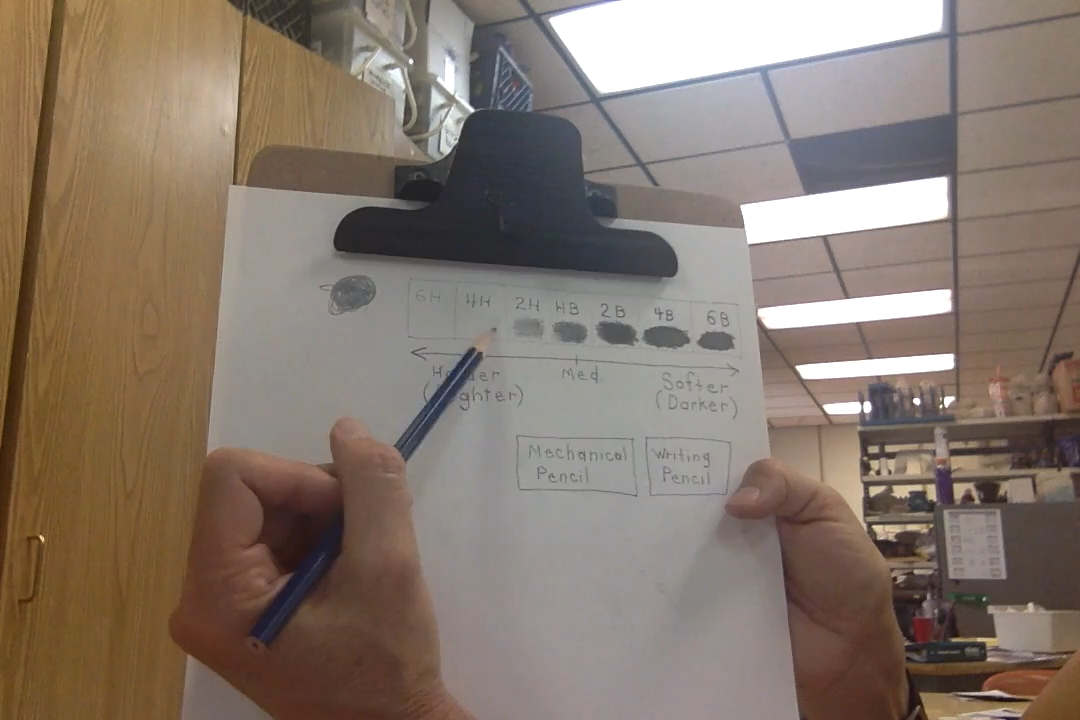 6H 4H 2H HB 2B 4B 6B
Med. Softer
(Darker)
Mechanical
Pencil
Writing
Pencil